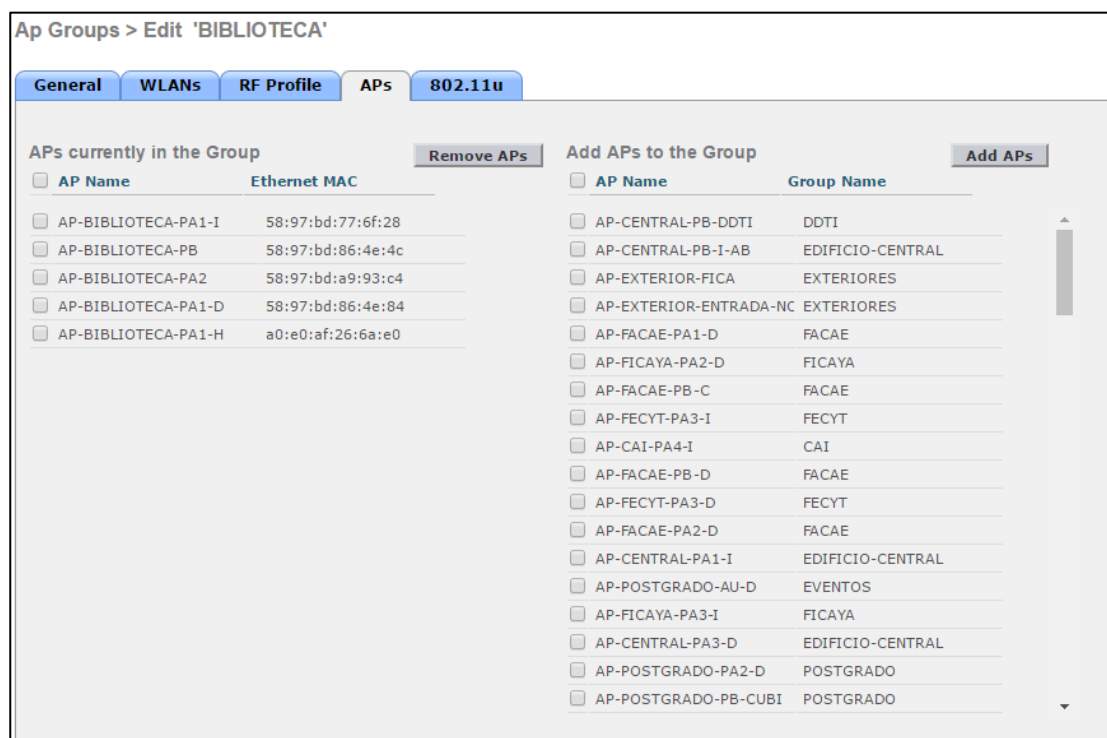 Ap Groups > Edit 'BIBLIOTECA'
General WLANs RF Profile APs 802.11u
APs currently in the Group Remove APs
AP Name Ethernet MAC
AP-BIBLIOTECA-PA1-I 58:97:bd:77:6f:28
AP-BIBLIOTECA-PB 58:97:bd:86:4e:4c
AP-BIBLIOTECA-PA2 58:97:bd:a9:93:c4
AP-BIBLIOTECA-PA1-D 58:97:bd:86:4e:84
AP-BIBLIOTECA-PA1-H a0:e0:af:26:6a:e0
Add APs to the Group Add APs
AP Name Group Name
AP-CENTRAL-PB-DDTI DDTI
AP-CENTRAL-PB-I-AB EDIFICIO-CENTRAL
AP-EXTERIOR-FICA EXTERIORES
AP-EXTERIOR-ENTRADA-NC EXTERIORES
AP-FACAE-PA1-D FACAE
AP-FICAYA-PA2-D FICAYA
AP-FACAE-PB-C FACAE
AP-FECYT-PA3-I FECYT
AP-CAI-PA4-I CAI
AP-FACAE-PB-D FACAE
AP-FECYT-PA3-D FECYT
AP-FACAE-PA2-D FACAE
AP-CENTRAL-PA1-I EDIFICIO-CENTRAL
AP-POSTGRADO-AU-D EVENTOS
AP-FICAYA-PA3-I FICAYA
AP-CENTRAL-PA3-D EDIFICIO-CENTRAL
AP-POSTGRADO-PA2-D POSTGRADO
AP-POSTGRADO-PB-CUBI POSTGRADO